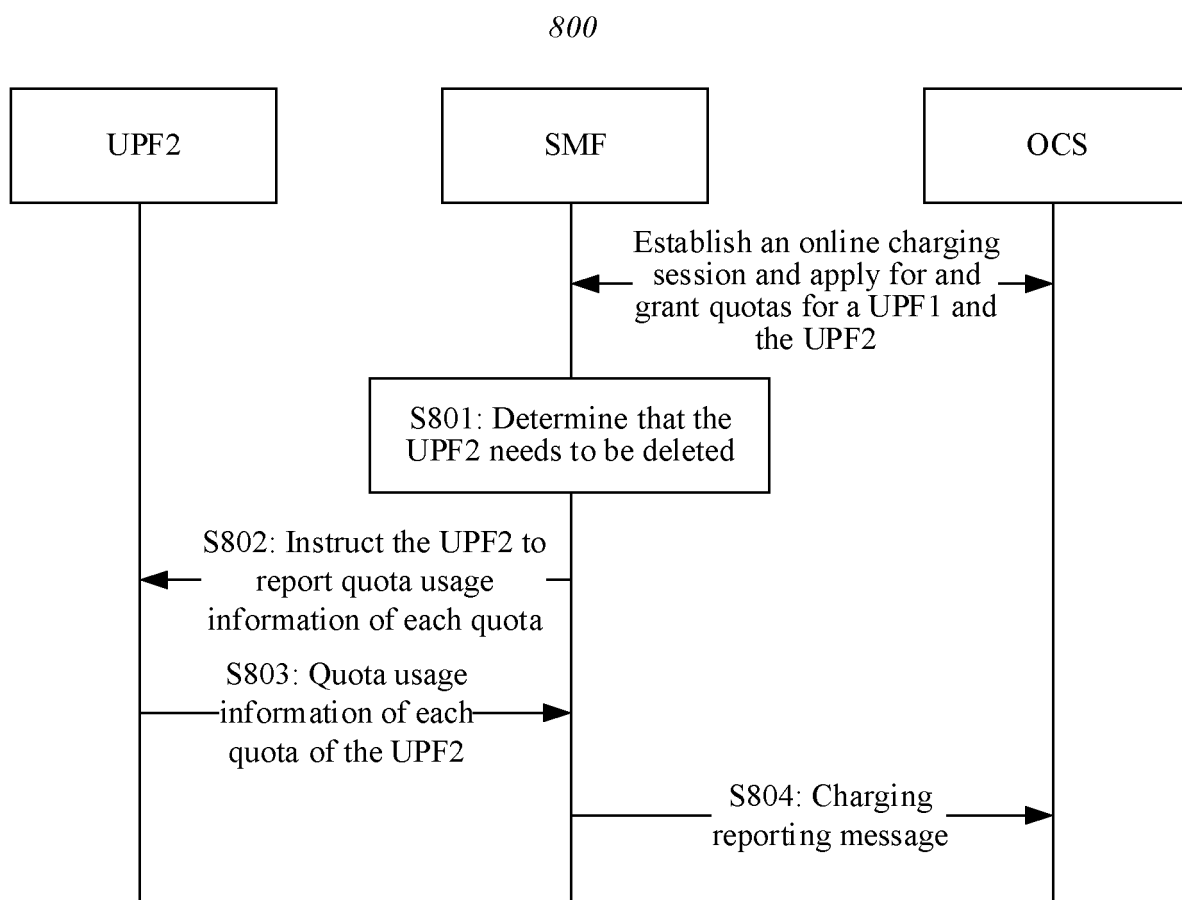 800
UPF2
SMF
OCS
Establish an online charging
session and apply for and
grant quotas for a UPF1 and
the UPF2
S801: Determine that the
UPF2 needs to be deleted
S802: Instruct the UPF2 to
report quota usage
information of each quota
S803: Quota usage
information of each
quota of the UPF2
S804: Charging
reporting message